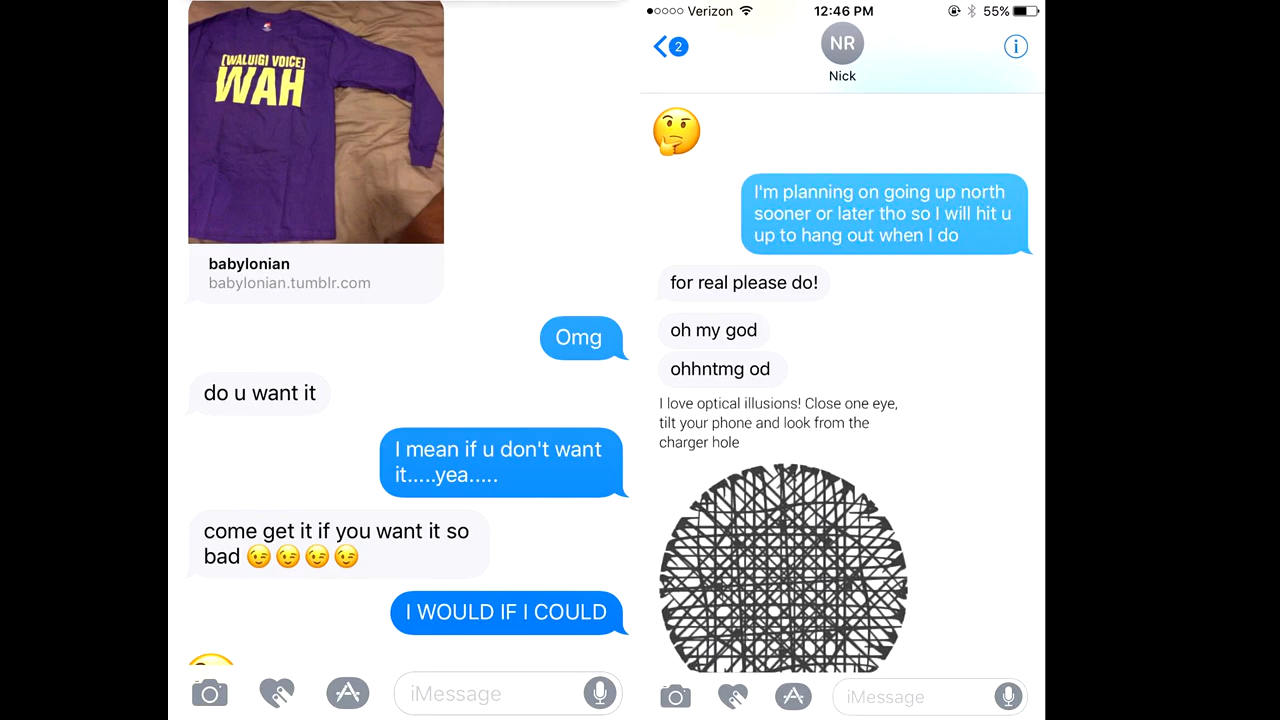 [WALUIGI VOICE]
WAH
babylonian
babylonian.tumblr.com
Omg
do u want it
I mean if u don't want
it.....yea.....
come get it if you want it so
bad 😉😉😉😉
I WOULD IF I COULD
iMessage
Verizon
12:46 PM
55%
2
NR
Nick
🤔
I'm planning on going up north
sooner or later tho so I will hit u
up to hang out when I do
for real please do!
oh my god
ohhntmg od
I love optical illusions! Close one eye,
tilt your phone and look from the
charger hole
iMessage